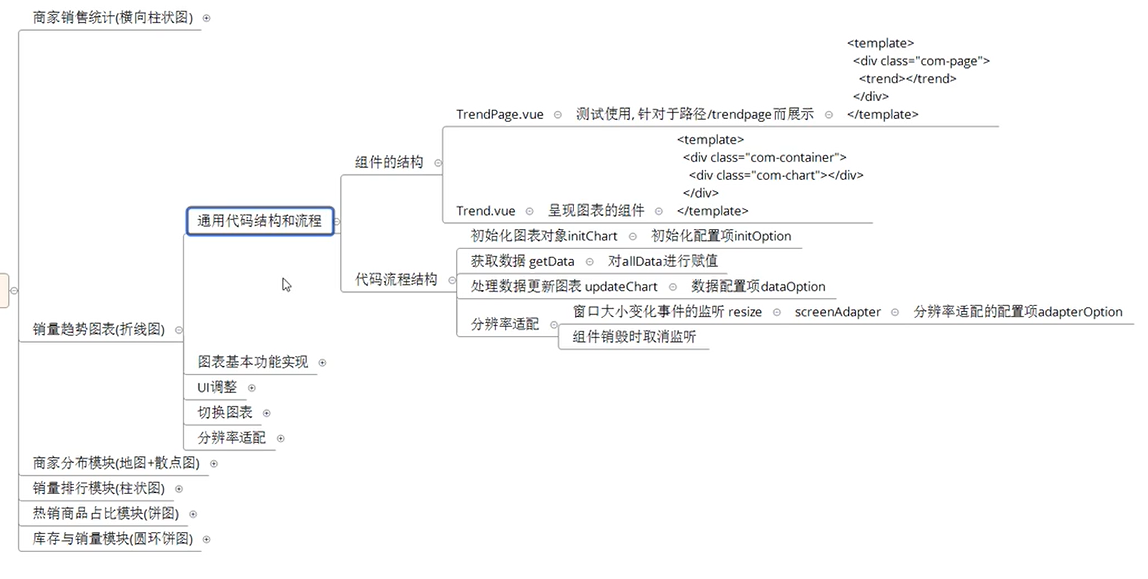 商家销售统计(横向柱状图)
<template>
<div class="com-page">
<trend></trend>
</div>
</template>
TrendPage.vue
测试使用, 针对于路径/trendpage而展示
<template>
<div class="com-container">
<div class="com-chart"></div>
</div>
</template>
组件的结构
Trend.vue
呈现图表的组件
通用代码结构和流程
初始化图表对象initChart
初始化配置项initOption
获取数据 getData
对allData进行赋值
代码流程结构
处理数据更新图表 updateChart
数据配置项dataOption
窗口大小变化事件的监听 resize
screenAdapter
分辨率适配的配置项adapterOption
分辨率适配
组件销毁时取消监听
销量趋势图表(折线图)
图表基本功能实现
UI调整
切换图表
分辨率适配
商家分布模块(地图+散点图)
销量排行模块(柱状图)
热销商品占比模块(饼图)
库存与销量模块(圆环饼图)